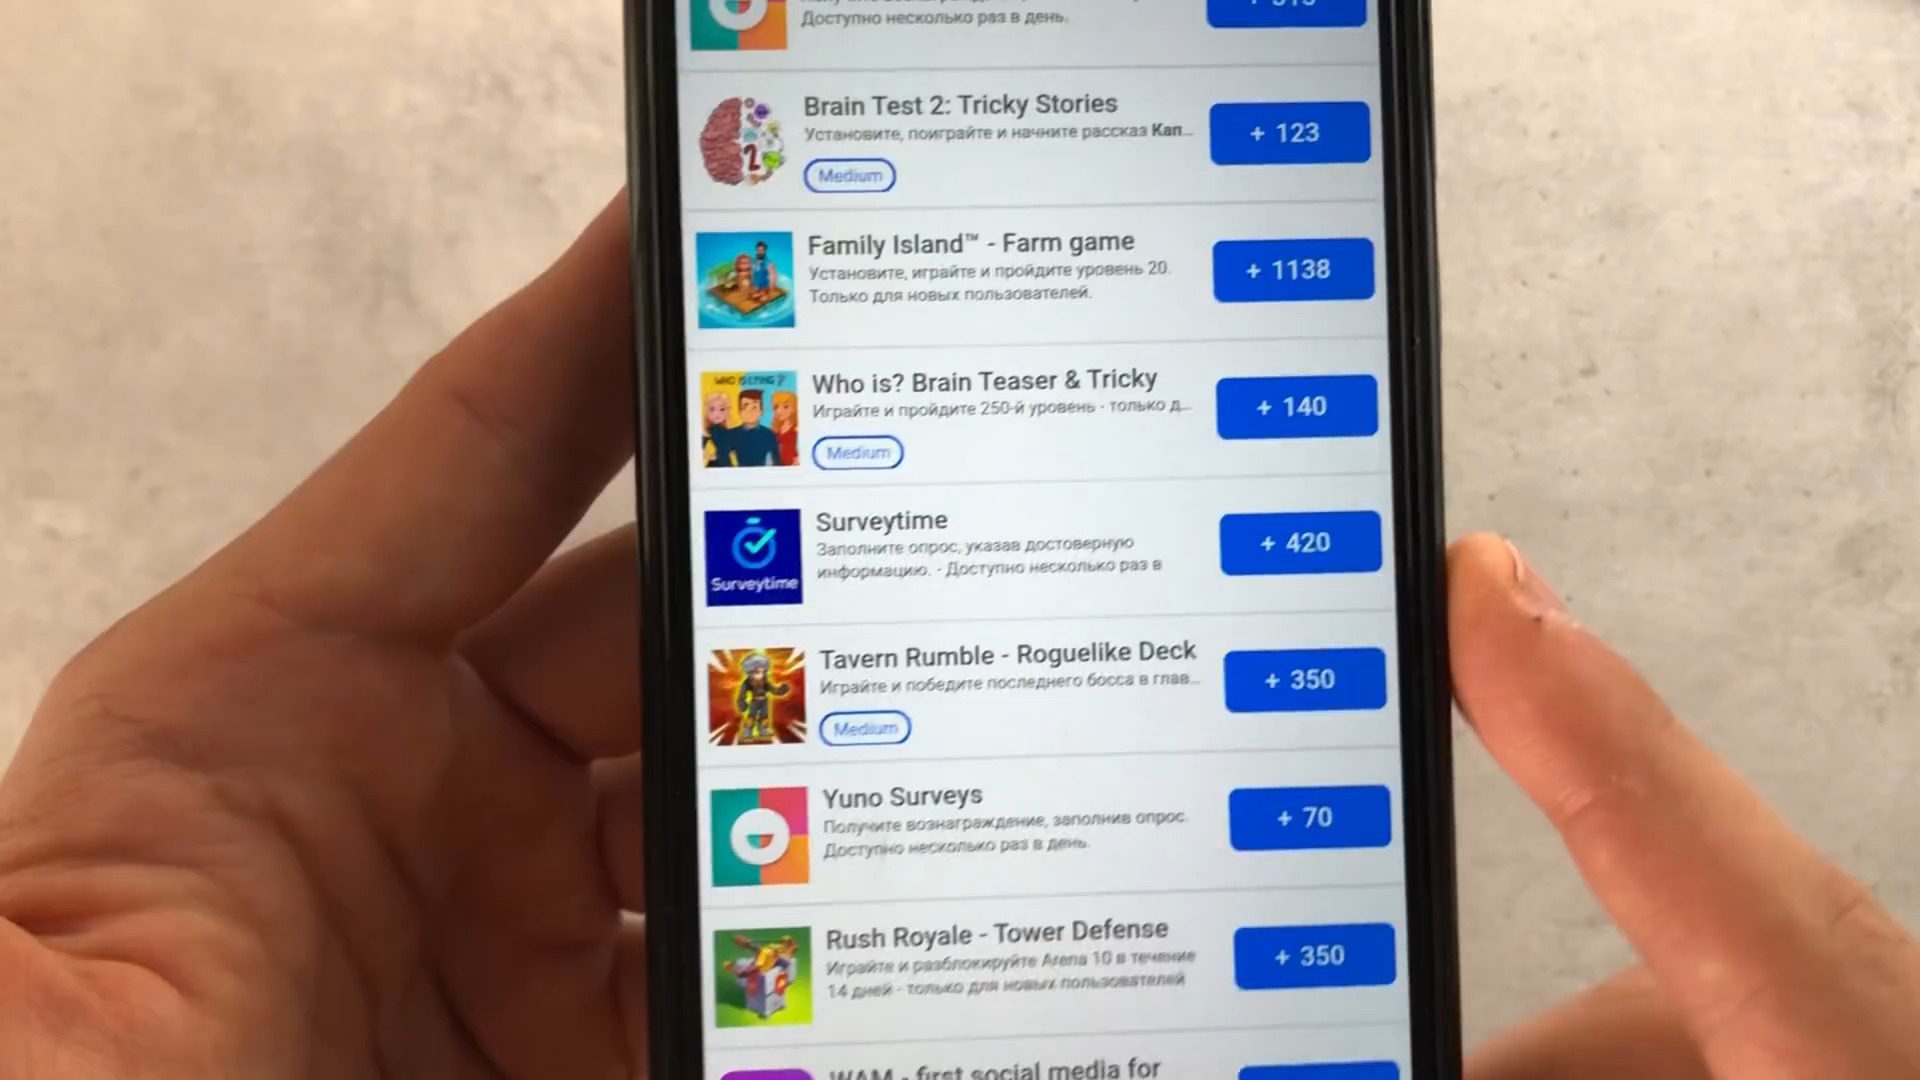 Доступно несколько раз в день.
Brain Test 2: Tricky Stories
Установите, поиграйте и начните рассказ Кап...
Medium
+ 123
Family Island™ - Farm game
Установите, играйте и пройдите уровень 20.
Только для новых пользователей.
+ 1138
Who is? Brain Teaser & Tricky
Играйте и пройдите 250-й уровень - только д...
Medium
+ 140
Surveytime
Заполните опрос, указав достоверную
информацию. - Доступно несколько раз в
Surveytime
+ 420
Tavern Rumble - Roguelike Deck
Играйте и победите последнего босса в глав...
Medium
+ 350
Yuno Surveys
Получите вознаграждение, заполнив опрос.
Доступно несколько раз в день.
+ 70
Rush Royale - Tower Defense
Играйте и разблокируйте Arena 10 в течение
14 дней - только для новых пользователей
+ 350
WAM - first social media for